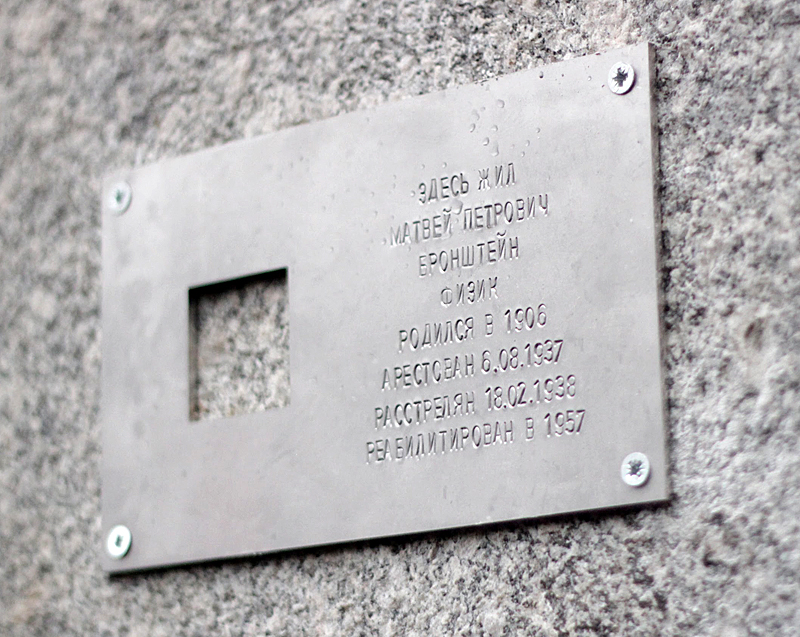 ЗДЕСЬ ЖИЛ
МАТВЕЙ ПЕТРОВИЧ
БРОНШТЕЙН
ФИЗИК
РОДИЛСЯ В 1906
АРЕСТОВАН 6.08.1937
РАССТРЕЛЯН 18.02.1938
РЕАБИЛИТИРОВАН В 1957